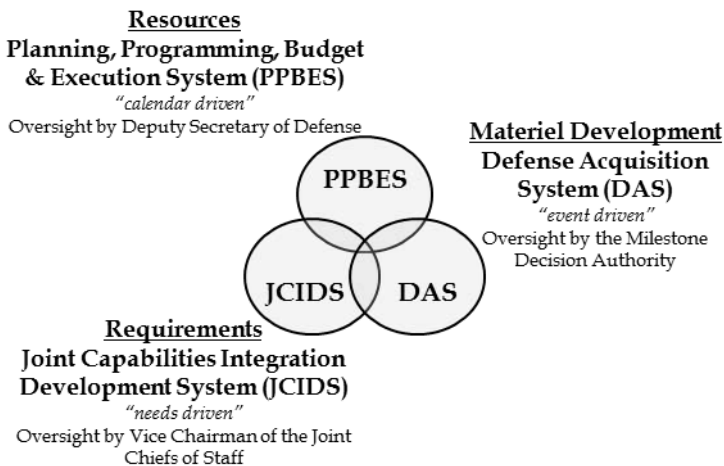 Resources
Planning, Programming, Budget
& Execution System (PPBES)
“calendar driven”
Oversight by Deputy Secretary of Defense
Materiel Development
Defense Acquisition
System (DAS)
“event driven”
Oversight by the Milestone
Decision Authority
PPBES
JCIDS
DAS
Requirements
Joint Capabilities Integration
Development System (JCIDS)
“needs driven”
Oversight by Vice Chairman of the Joint
Chiefs of Staff